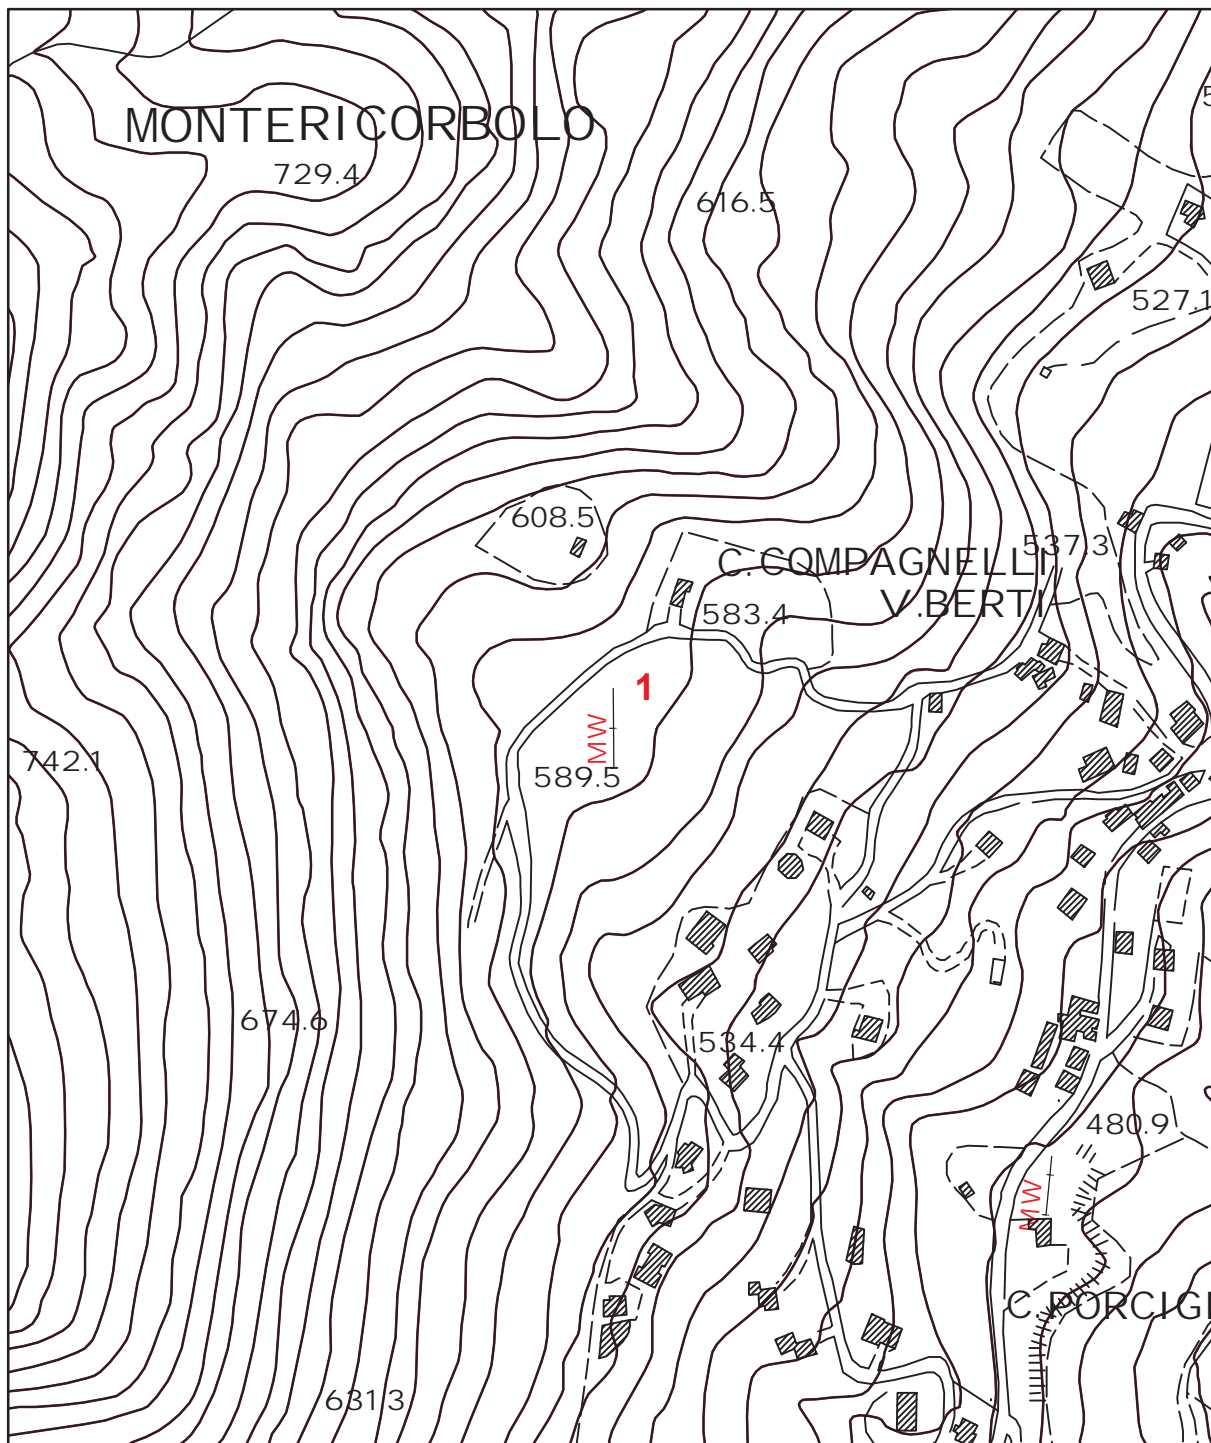 MONTERICORBOLO
729.4
616.5
527.1
608.5
537.3
C. COMPAGNELLI
V. BERTI
583.4
1
MW
742.1
589.5
674.6
534.4
480.9
MW
C. PORCIG
631.3